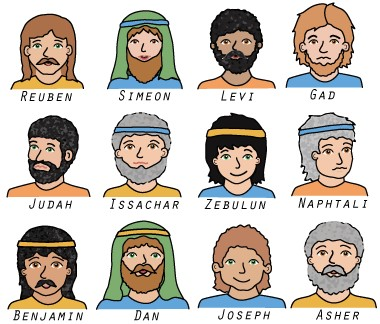 Reuben Simeon Levi Gad
Judah Issachar Zebulun Naphtali
Benjamin Dan Joseph Asher